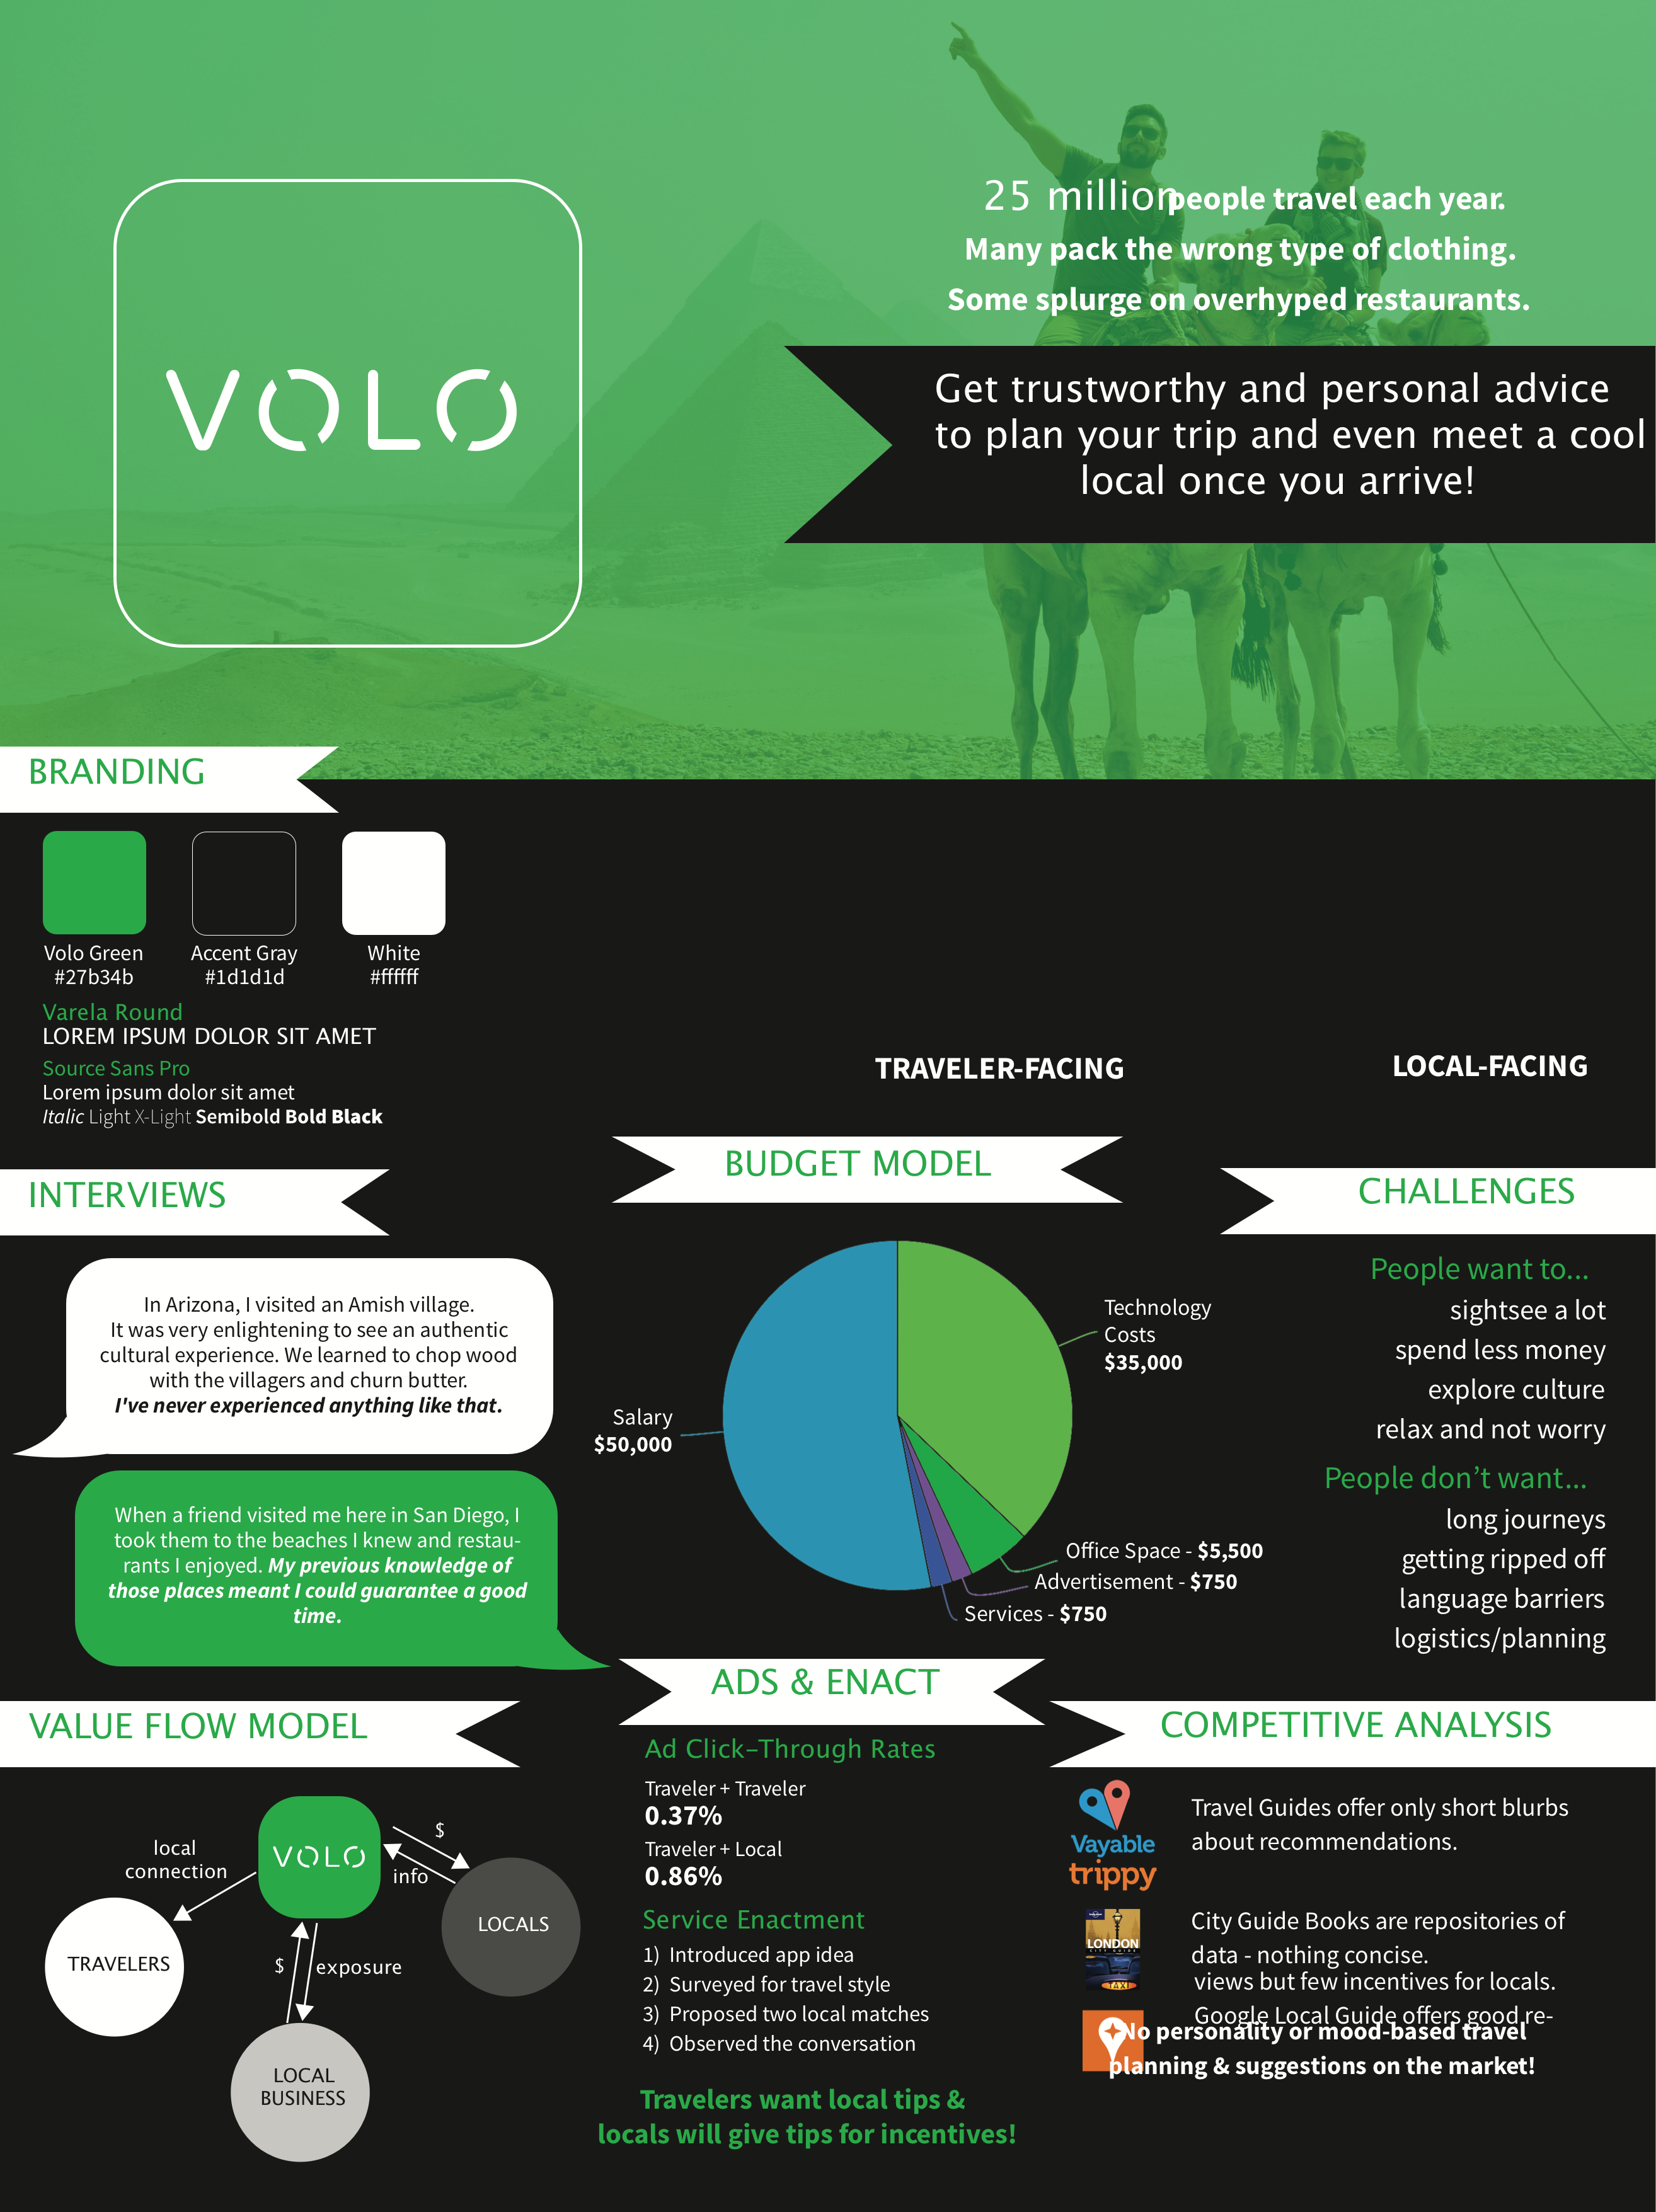 VOLO
25 million people travel each year.
Many pack the wrong type of clothing.
Some splurge on overhyped restaurants.
Get trustworthy and personal advice
to plan your trip and even meet a cool
local once you arrive!
BRANDING
Volo Green
#27b34b
Accent Gray
#1d1d1d
White
#ffffff
Varela Round
LOREM IPSUM DOLOR SIT AMET
Source Sans Pro
Lorem ipsum dolor sit amet
Italic Light X-Light Semibold Bold Black
TRAVELER-FACING
LOCAL-FACING
INTERVIEWS
In Arizona, I visited an Amish village.
It was very enlightening to see an authentic
cultural experience. We learned to chop wood
with the villagers and churn butter.
I've never experienced anything like that.
When a friend visited me here in San Diego, I
took them to the beaches I knew and restau-
rants I enjoyed. My previous knowledge of
those places meant I could guarantee a good
time.
BUDGET MODEL
Technology
Costs
$35,000
Salary
$50,000
Office Space - $5,500
Advertisement - $750
Services - $750
CHALLENGES
People want to...
sightsee a lot
spend less money
explore culture
relax and not worry
People don’t want...
long journeys
getting ripped off
language barriers
logistics/planning
VALUE FLOW MODEL
VOLO
local
connection
$
info
TRAVELERS
LOCALS
$
exposure
LOCAL
BUSINESS
ADS & ENACT
Ad Click-Through Rates
Traveler + Traveler
0.37%
Traveler + Local
0.86%
Service Enactment
1) Introduced app idea
2) Surveyed for travel style
3) Proposed two local matches
4) Observed the conversation
Travelers want local tips &
locals will give tips for incentives!
COMPETITIVE ANALYSIS
Vayable
trippy
Travel Guides offer only short blurbs
about recommendations.
LONDON
CITY GUIDE
TAXI
City Guide Books are repositories of
data - nothing concise.
views but few incentives for locals.
Google Local Guide offers good re-
No personality or mood-based travel
planning & suggestions on the market!